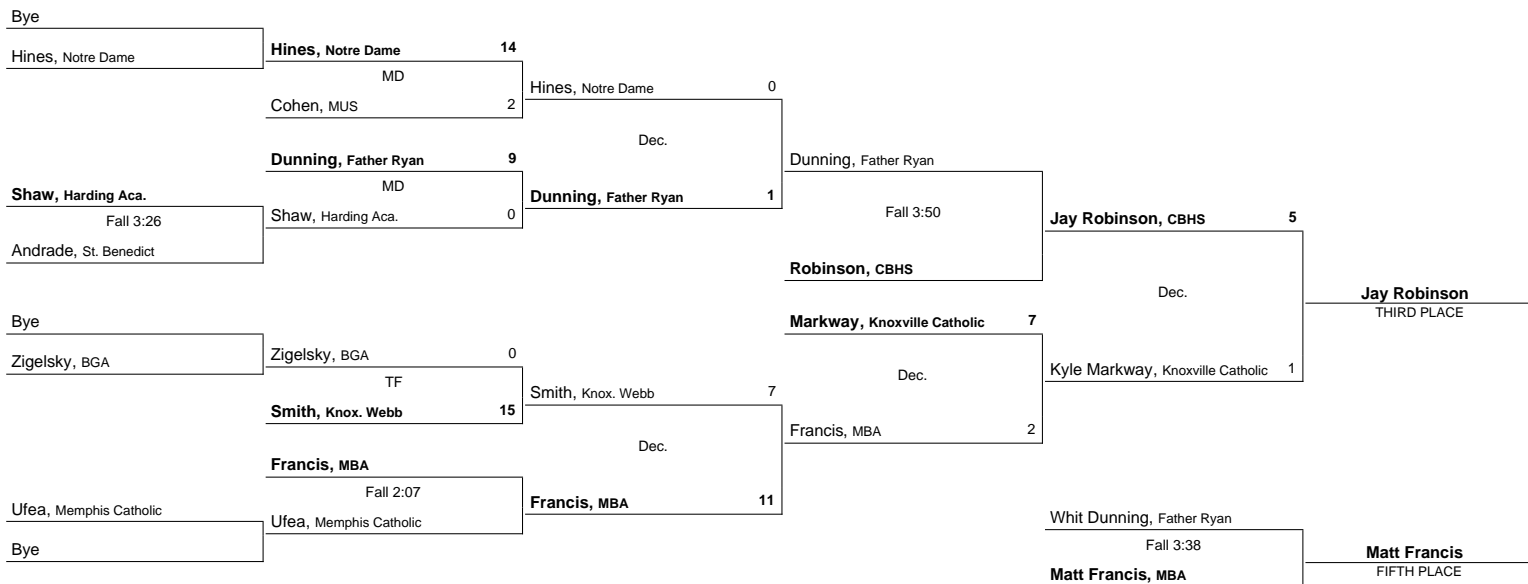 Bye
Hines, Notre Dame
Shaw, Harding Aca.
Fall 3:26
Andrade, St. Benedict
Bye
Zigelsky, BGA
Ufea, Memphis Catholic
Bye
Hines, Notre Dame 14
MD
Cohen, MUS 2
Dunning, Father Ryan 9
MD
Shaw, Harding Aca. 0
Zigelsky, BGA 0
TF
Smith, Knox. Webb 15
Francis, MBA
Fall 2:07
Ufea, Memphis Catholic
Hines, Notre Dame 0
Dec.
Dunning, Father Ryan 1
Smith, Knox. Webb 7
Dec.
Francis, MBA 11
Dunning, Father Ryan
Fall 3:50
Robinson, CBHS
Markway, Knoxville Catholic 7
Dec.
Francis, MBA 2
Jay Robinson, CBHS 5
Dec.
Kyle Markway, Knoxville Catholic 1
Jay Robinson
THIRD PLACE
Whit Dunning, Father Ryan
Fall 3:38
Matt Francis, MBA
Matt Francis
FIFTH PLACE